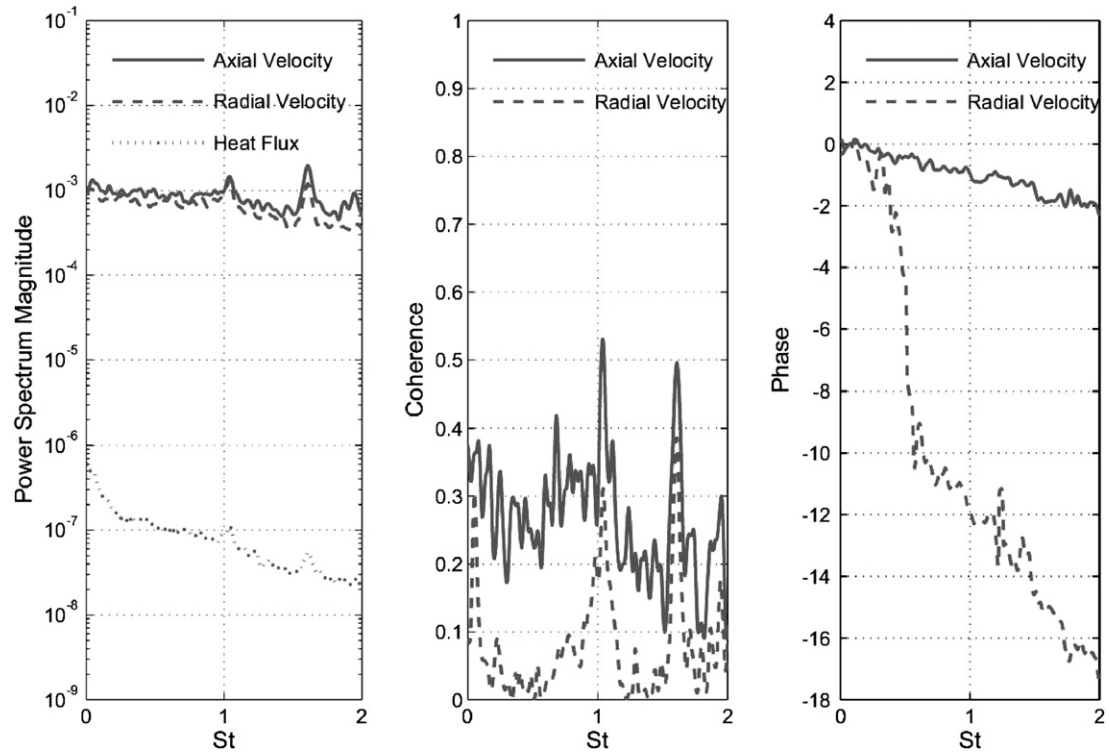 Power Spectrum Magnitude
10^-1
10^-2
10^-3
10^-4
10^-5
10^-6
10^-7
10^-8
10^-9
Axial Velocity
Radial Velocity
Heat Flux
0 1 2
St
Coherence
1
0.9
0.8
0.7
0.6
0.5
0.4
0.3
0.2
0.1
0
Axial Velocity
Radial Velocity
0 1 2
St
Phase
4
2
0
-2
-4
-6
-8
-10
-12
-14
-16
-18
Axial Velocity
Radial Velocity
0 1 2
St